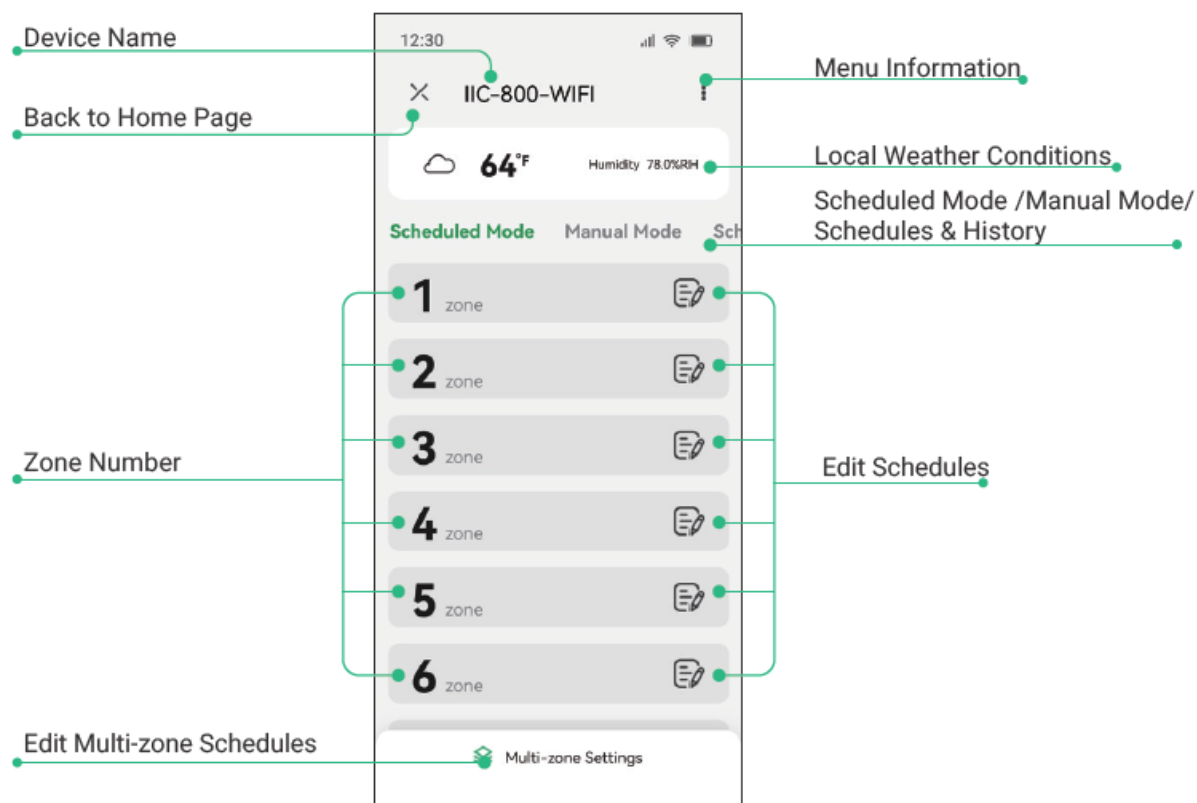 Device Name
12:30
Menu Information
IIC-800-WIFI
Back to Home Page
64°F
Humidity 78.0%RH
Local Weather Conditions
Scheduled Mode /Manual Mode/
Schedules & History
Scheduled Mode Manual Mode Sch
1 zone
2 zone
3 zone
Zone Number
Edit Schedules
4 zone
5 zone
6 zone
Edit Multi-zone Schedules
Multi-zone Settings